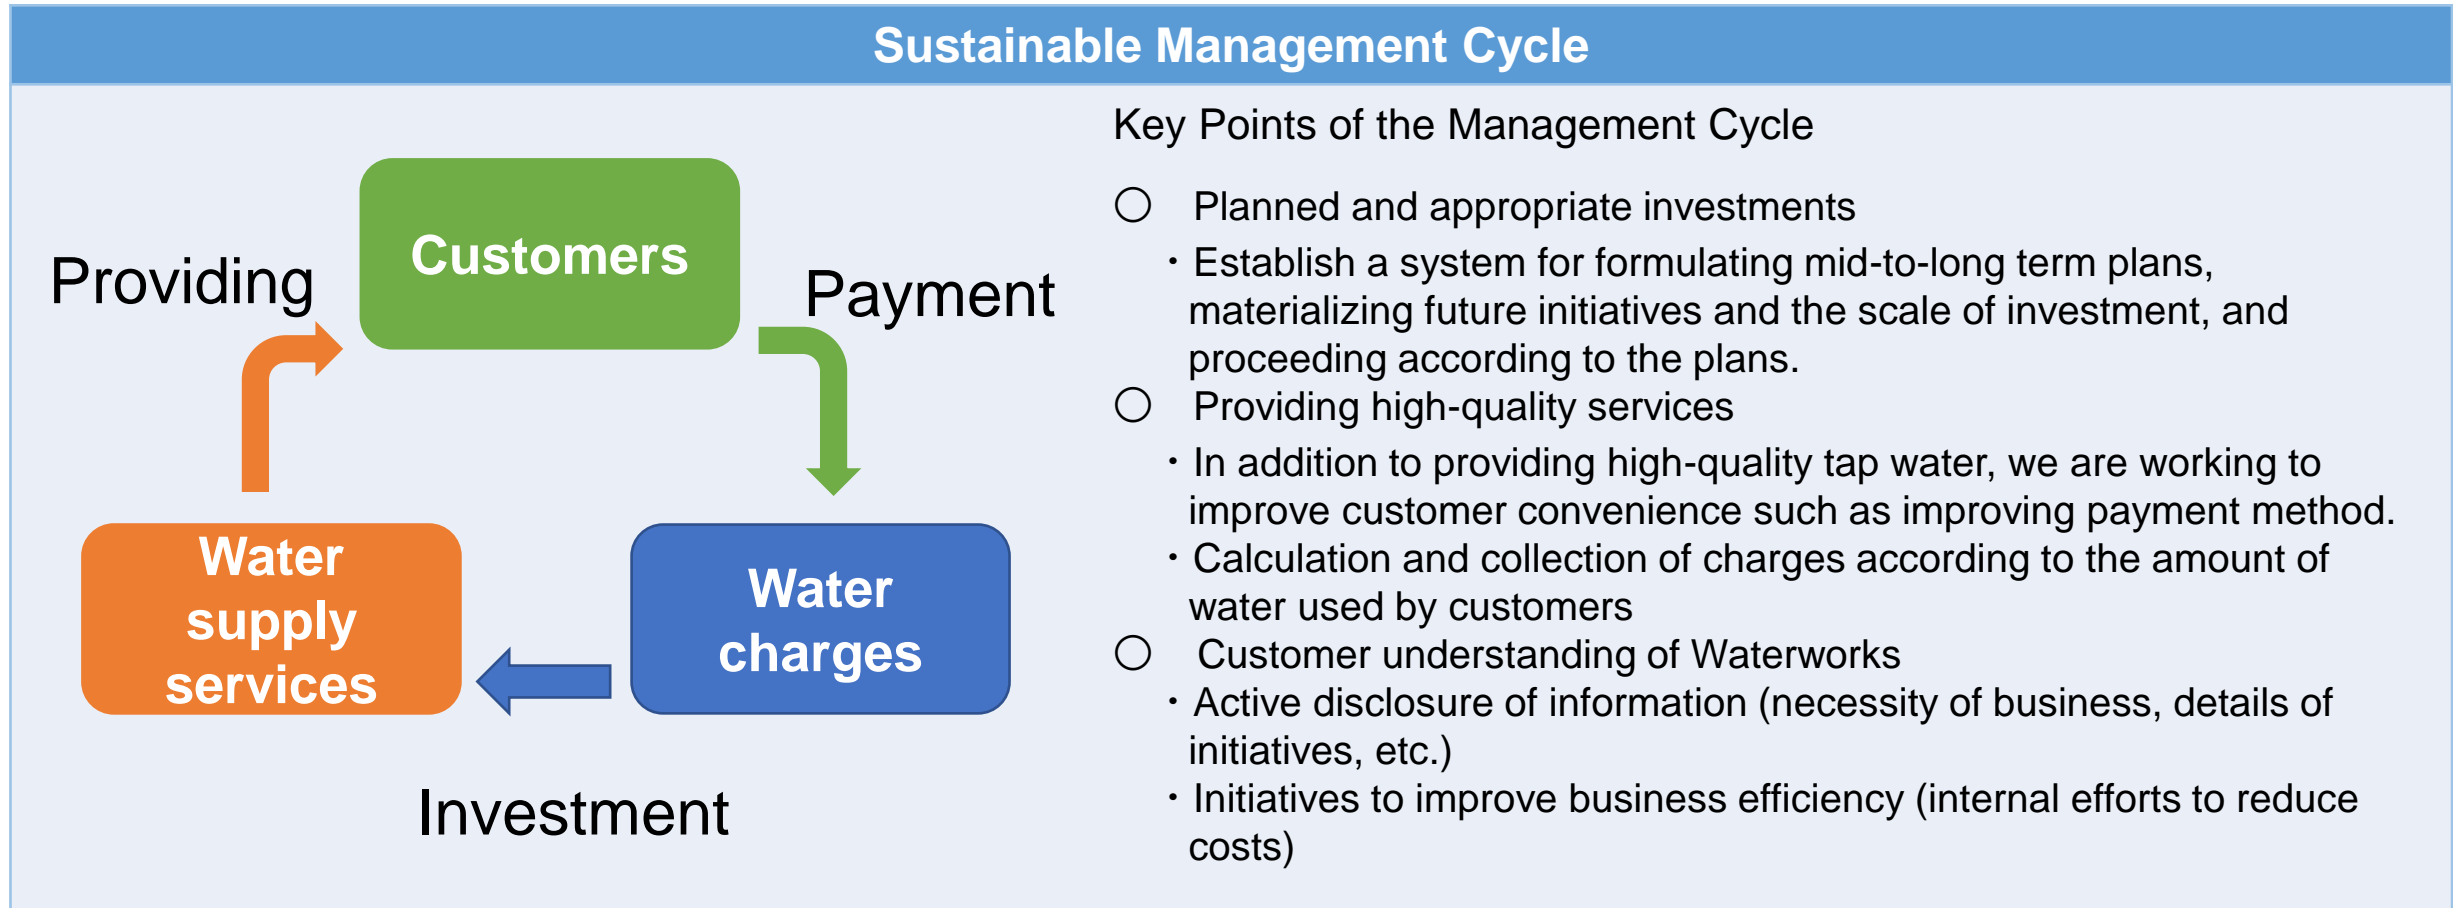 Sustainable Management Cycle
Providing
Customers
Payment
Water
supply
services
Water
charges
Investment
Key Points of the Management Cycle
○ Planned and appropriate investments
・Establish a system for formulating mid-to-long term plans,
materializing future initiatives and the scale of investment, and
proceeding according to the plans.
○ Providing high-quality services
・In addition to providing high-quality tap water, we are working to
improve customer convenience such as improving payment method.
・Calculation and collection of charges according to the amount of
water used by customers
○ Customer understanding of Waterworks
・Active disclosure of information (necessity of business, details of
initiatives, etc.)
・Initiatives to improve business efficiency (internal efforts to reduce
costs)